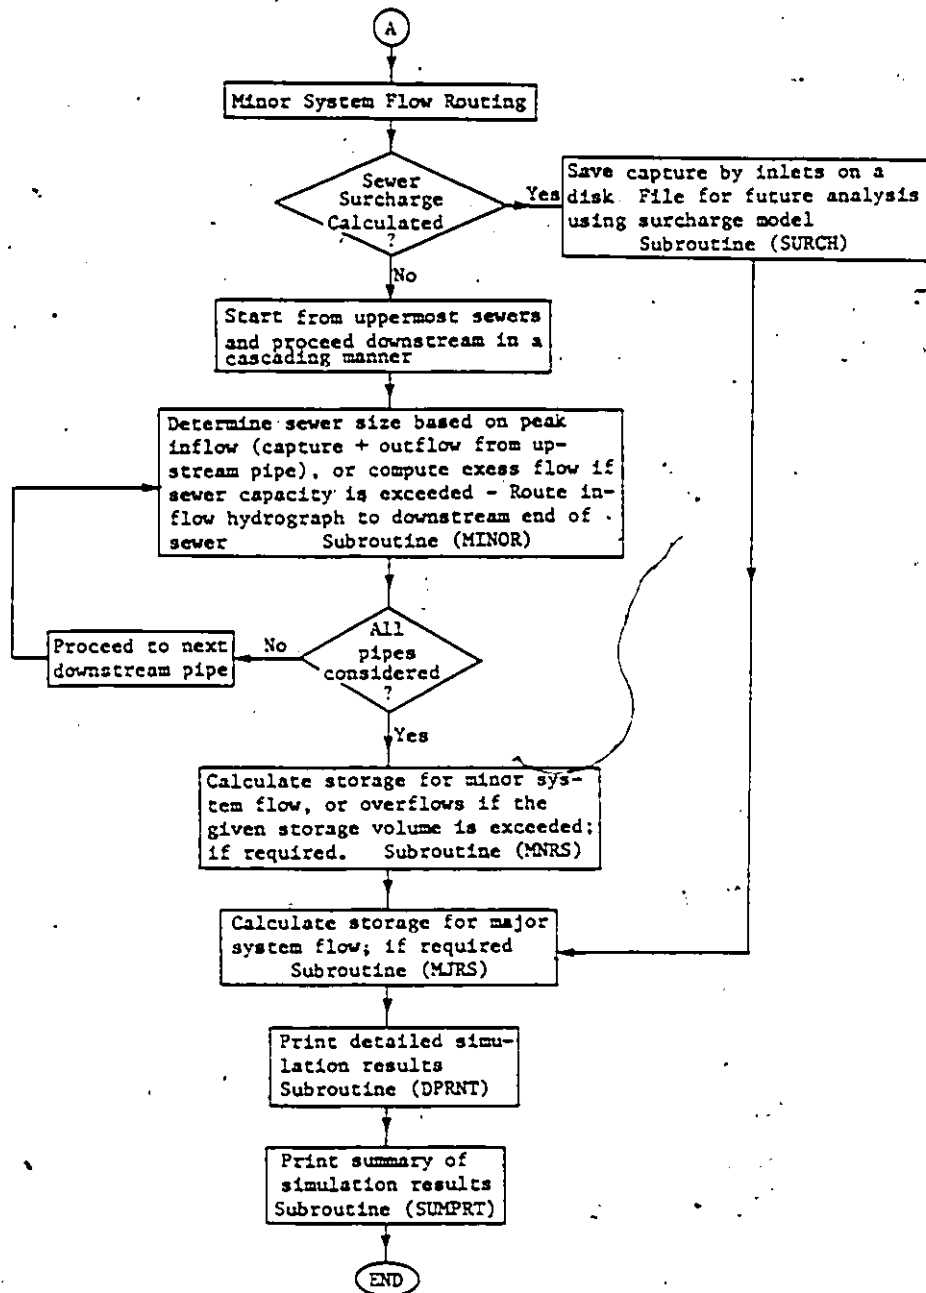 A
Minor System Flow Routing
Sewer
Surcharge
Calculated
?
Yes
Save capture by inlets on a
disk File for future analysis
using surcharge model
Subroutine (SURCH)
No
Start from uppermost sewers
and proceed downstream in a
cascading manner
Determine sewer size based on peak
inflow (capture + outflow from up-
stream pipe), or compute exess flow if
sewer capacity is exceeded - Route in-
flow hydrograph to downstream end of
sewer Subroutine (MINOR)
All
pipes
considered
?
No
Proceed to next
downstream pipe
Yes
Calculate storage for minor sys-
tem flow, or overflows if the
given storage volume is exceeded;
if required. Subroutine (MNRS)
Calculate storage for major
system flow; if required
Subroutine (MJRS)
Print detailed simu-
lation results
Subroutine (DPRNT)
Print summary of
simulation results
Subroutine (SUMPRT)
END